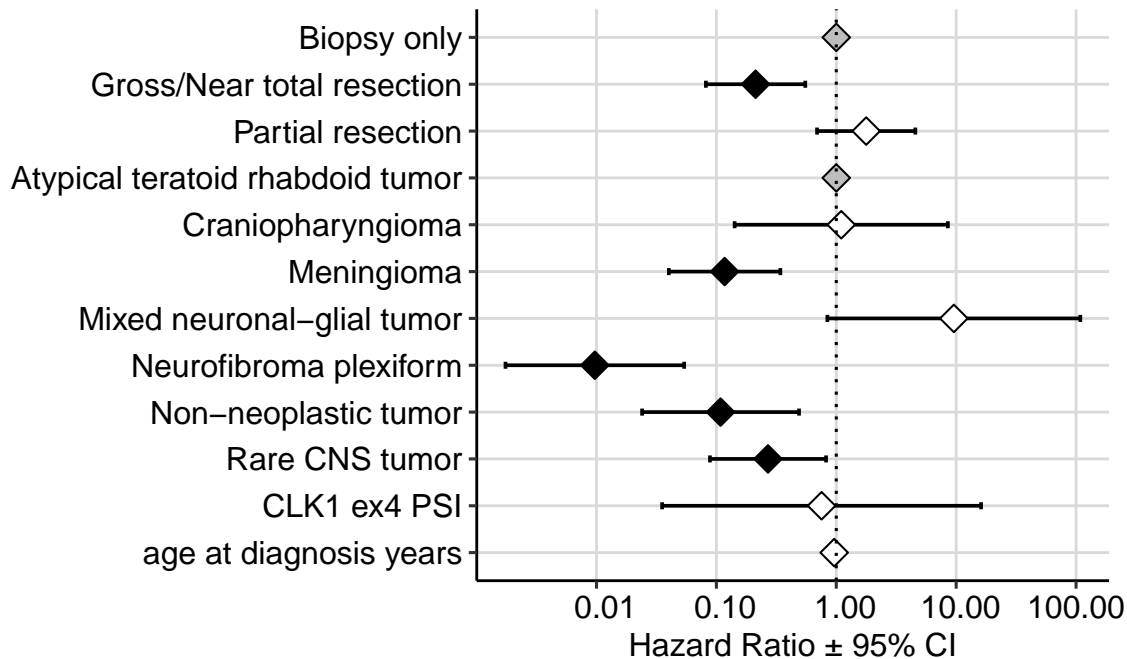 Biopsy only
Gross/Near total resection
Partial resection
Atypical teratoid rhabdoid tumor
Craniopharyngioma
Meningioma
Mixed neuronal−glial tumor
Neurofibroma plexiform
Non−neoplastic tumor
Rare CNS tumor
CLK1 ex4 PSI
age at diagnosis years
0.01 0.10 1.00 10.00 100.00
Hazard Ratio ± 95% CI